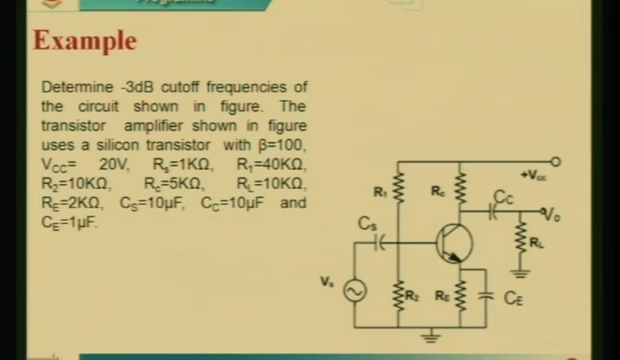 Programme
Example
Determine -3dB cutoff frequencies of
the circuit shown in figure. The
transistor amplifier shown in figure
uses a silicon transistor with β=100,
Vcc= 20V, Rs=1KΩ, R1=40KΩ,
R2=10KΩ, Rc=5KΩ, RL=10KΩ,
RE=2KΩ, CS=10μF, CC=10μF and
CE=1μF.
+Vcc
R1
Rc
Cc
Vo
Cs
RL
Vs
R2
RE
CE